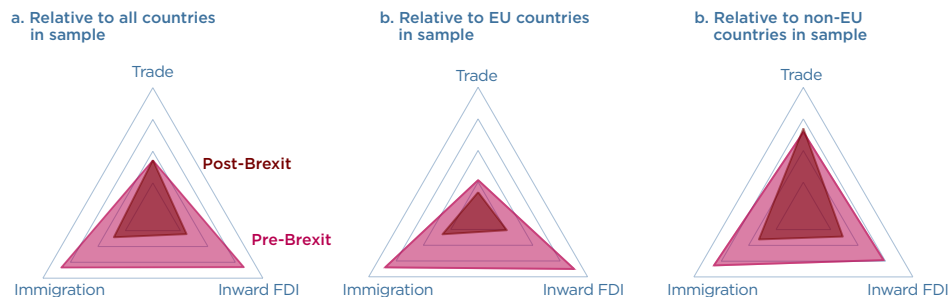 a. Relative to all countries
in sample
b. Relative to EU countries
in sample
b. Relative to non-EU
countries in sample
Trade
Trade
Trade
Post-Brexit
Pre-Brexit
Immigration
Inward FDI
Immigration
Inward FDI
Immigration
Inward FDI